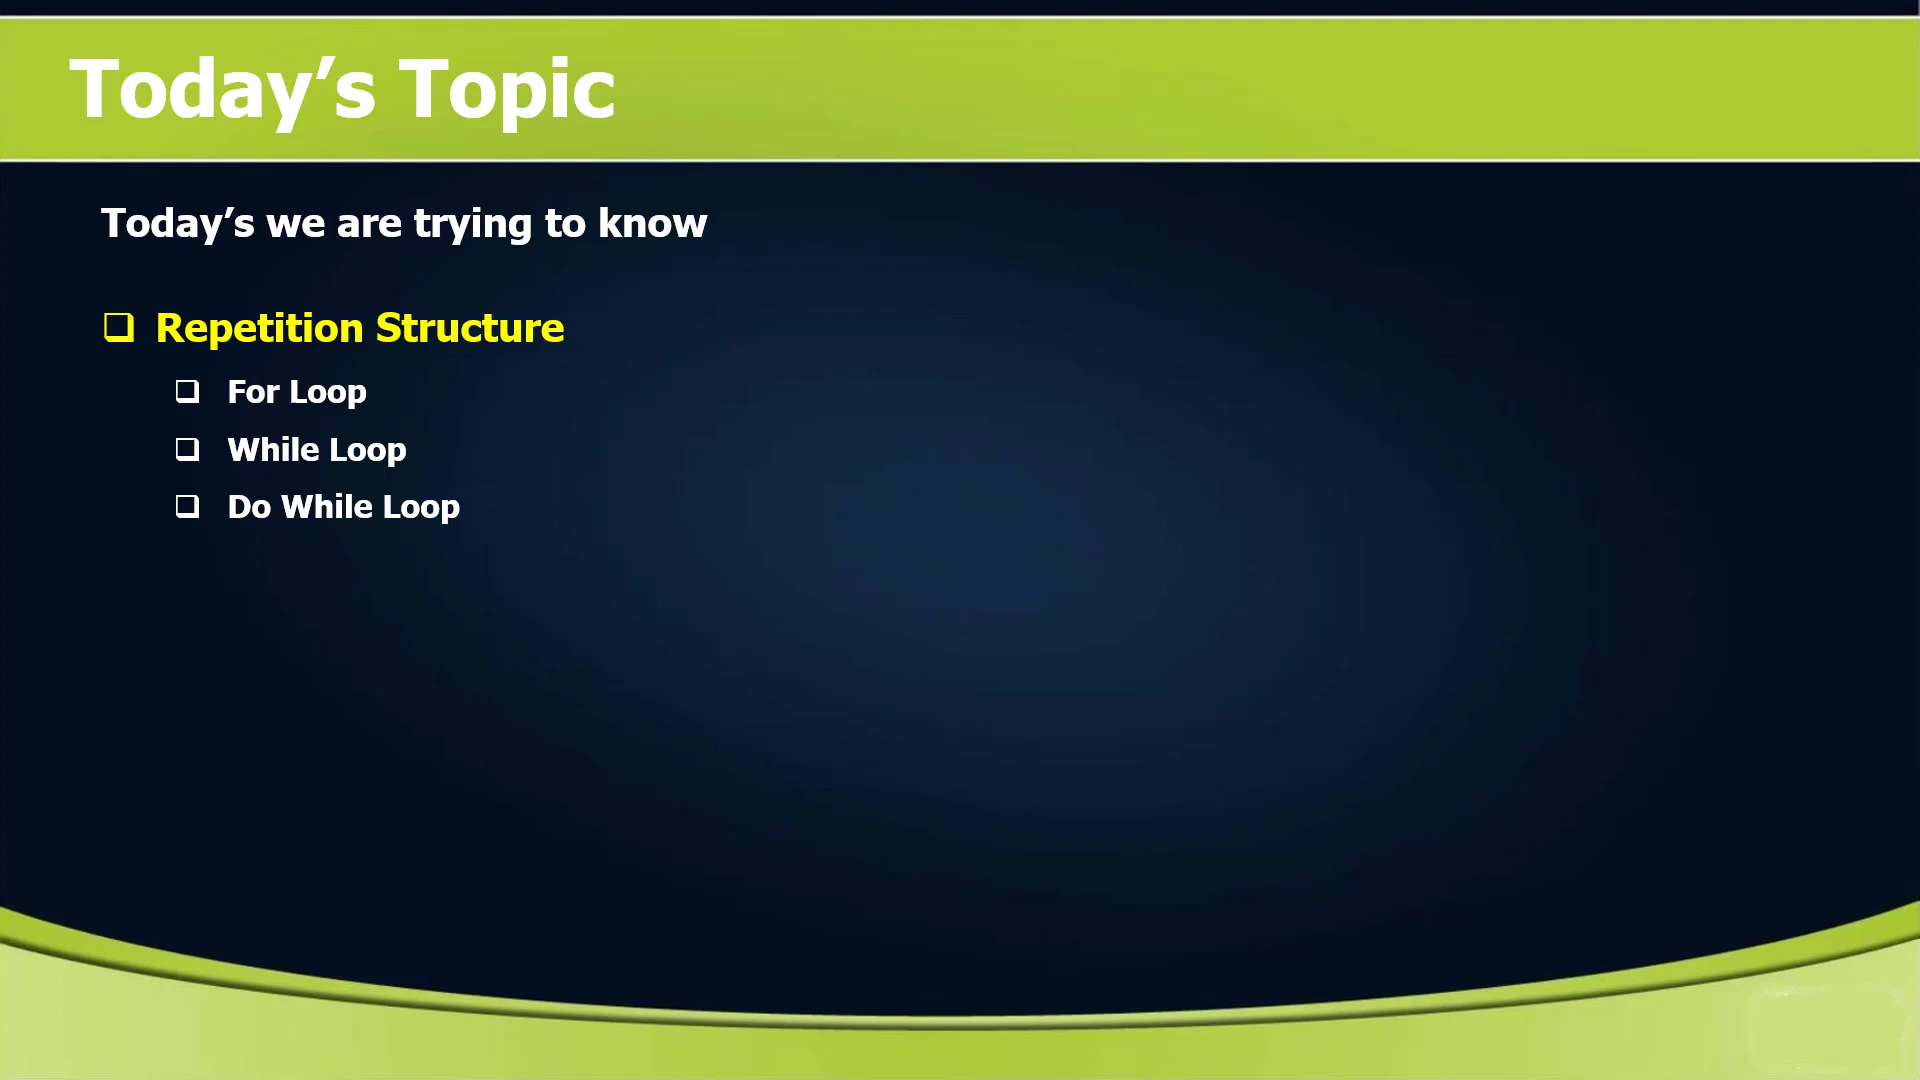 Today’s Topic
Today’s we are trying to know
❑ Repetition Structure
❑ For Loop
❑ While Loop
❑ Do While Loop